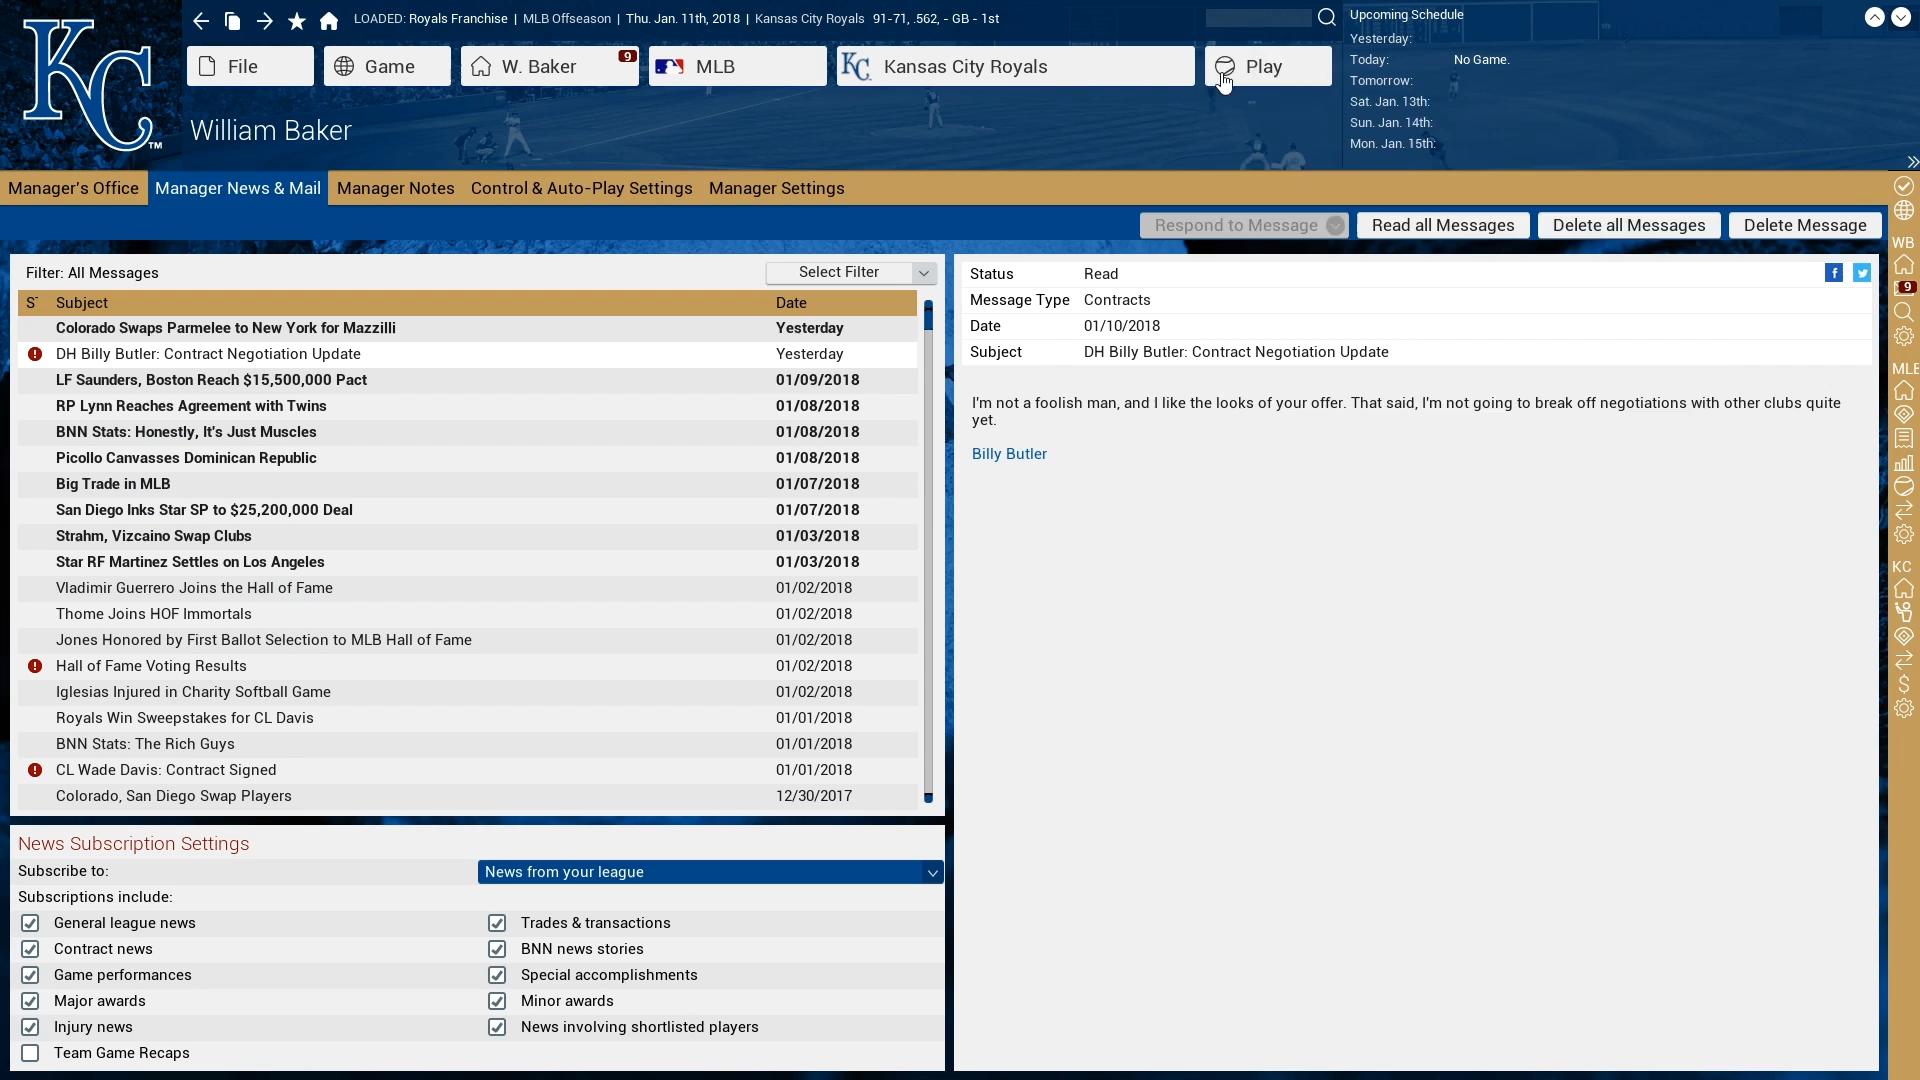 LOADED: Royals Franchise | MLB Offseason | Thu. Jan. 11th, 2018 | Kansas City Royals 91-71, .562, - GB - 1st
File
Game
W. Baker
9
MLB
Kansas City Royals
Play
William Baker
Upcoming Schedule
Yesterday:
Today: No Game.
Tomorrow:
Sat. Jan. 13th:
Sun. Jan. 14th:
Mon. Jan. 15th:
KC
TM
Manager's Office
Manager News & Mail
Manager Notes
Control & Auto-Play Settings
Manager Settings
Respond to Message
Read all Messages
Delete all Messages
Delete Message
Filter: All Messages
Select Filter
Subject Date
Colorado Swaps Parmelee to New York for Mazzilli Yesterday
DH Billy Butler: Contract Negotiation Update Yesterday
LF Saunders, Boston Reach $15,500,000 Pact 01/09/2018
RP Lynn Reaches Agreement with Twins 01/08/2018
BNN Stats: Honestly, It's Just Muscles 01/08/2018
Picollo Canvasses Dominican Republic 01/08/2018
Big Trade in MLB 01/07/2018
San Diego Inks Star SP to $25,200,000 Deal 01/07/2018
Strahm, Vizcaino Swap Clubs 01/03/2018
Star RF Martinez Settles on Los Angeles 01/03/2018
Vladimir Guerrero Joins the Hall of Fame 01/02/2018
Thome Joins HOF Immortals 01/02/2018
Jones Honored by First Ballot Selection to MLB Hall of Fame 01/02/2018
Hall of Fame Voting Results 01/02/2018
Iglesias Injured in Charity Softball Game 01/02/2018
Royals Win Sweepstakes for CL Davis 01/01/2018
BNN Stats: The Rich Guys 01/01/2018
CL Wade Davis: Contract Signed 01/01/2018
Colorado, San Diego Swap Players 12/30/2017
Status Read
Message Type Contracts
Date 01/10/2018
Subject DH Billy Butler: Contract Negotiation Update
I'm not a foolish man, and I like the looks of your offer. That said, I'm not going to break off negotiations with other clubs quite
yet.
Billy Butler
News Subscription Settings
Subscribe to: News from your league
Subscriptions include:
General league news Trades & transactions
Contract news BNN news stories
Game performances Special accomplishments
Major awards Minor awards
Injury news News involving shortlisted players
Team Game Recaps
WB
9
MLB
KC